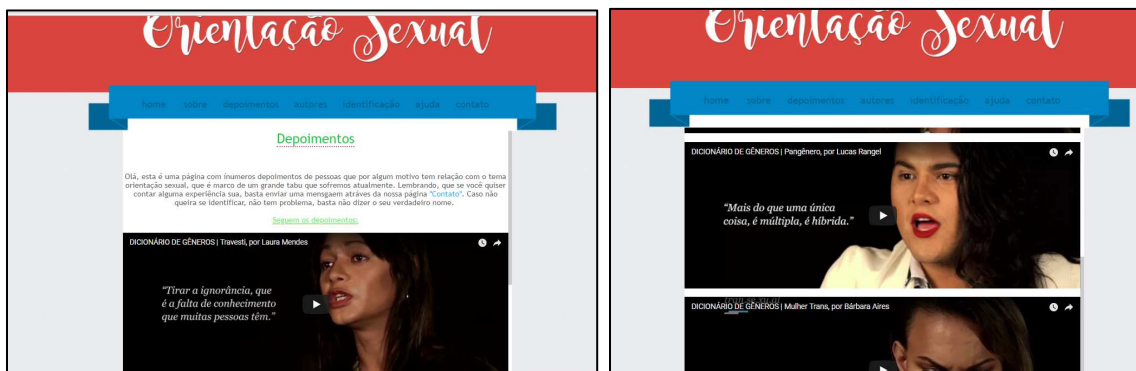 Orientação Sexual
home sobre depoimentos autores identificação ajuda contato
Depoimentos
Olá, esta é uma página com inumeros depoimentos de pessoas que por algum motivo tem relação com o tema
orientação sexual, que é marco de um grande tabu que sofremos atualmente. Lembrando, que se você quiser
contar alguma experiência sua, basta enviar uma mensgaem atráves da nossa página "Contato". Caso não
queira se identificar, não tem problema, basta não dizer o seu verdadeiro nome.
Seguem os depoimentos:
DICIONÁRIO DE GÊNEROS | Travesti, por Laura Mendes
"Tirar a ignorância, que
é a falta de conhecimento
que muitas pessoas têm."
Orientação Sexual
home sobre depoimentos autores identificação ajuda contato
DICIONÁRIO DE GÊNEROS | Pangênero, por Lucas Rangel
"Mais do que uma única
coisa, é múltipla, é híbrida."
DICIONÁRIO DE GÊNEROS | Mulher Trans, por Bárbara Aires